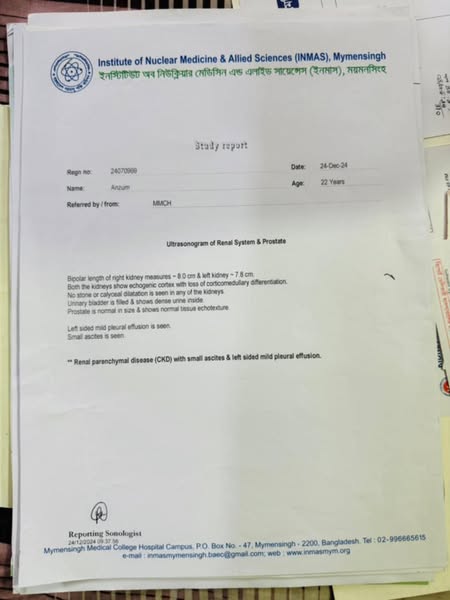 Institute of Nuclear Medicine & Allied Sciences (INMAS), Mymensingh
ইনস্টিটিউট অব নিউক্লিয়ার মেডিসিন এন্ড এলাইড সায়েন্সেস (ইনমাস), ময়মনসিংহ
Study report
Regn no: 24070969 Date: 24-Dec-24
Name: Anzum Age: 22 Years
Referred by / from: MMCH
Ultrasonogram of Renal System & Prostate
Bipolar length of right kidney measures ~ 8.0 cm & left kidney ~ 7.8 cm.
Both the kidneys show echogenic cortex with loss of corticomedullary differentiation.
No stone or calyceal dilatation is seen in any of the kidneys
Urinary bladder is filled & shows dense urine inside.
Prostate is normal in size & shows normal tissue echotexture.
Left sided mild pleural effusion is seen.
Small ascites is seen.
** Renal parenchymal disease (CKD) with small ascites & left sided mild pleural effusion.
Reporting Sonologist
24/12/2024 09:37:56
Mymensingh Medical College Hospital Campus, P.O. Box No. - 47, Mymensingh - 2200, Bangladesh. Tel : 02-996665615
e-mail : inmasmymensingh.baec@gmail.com; web : www.inmasmym.org